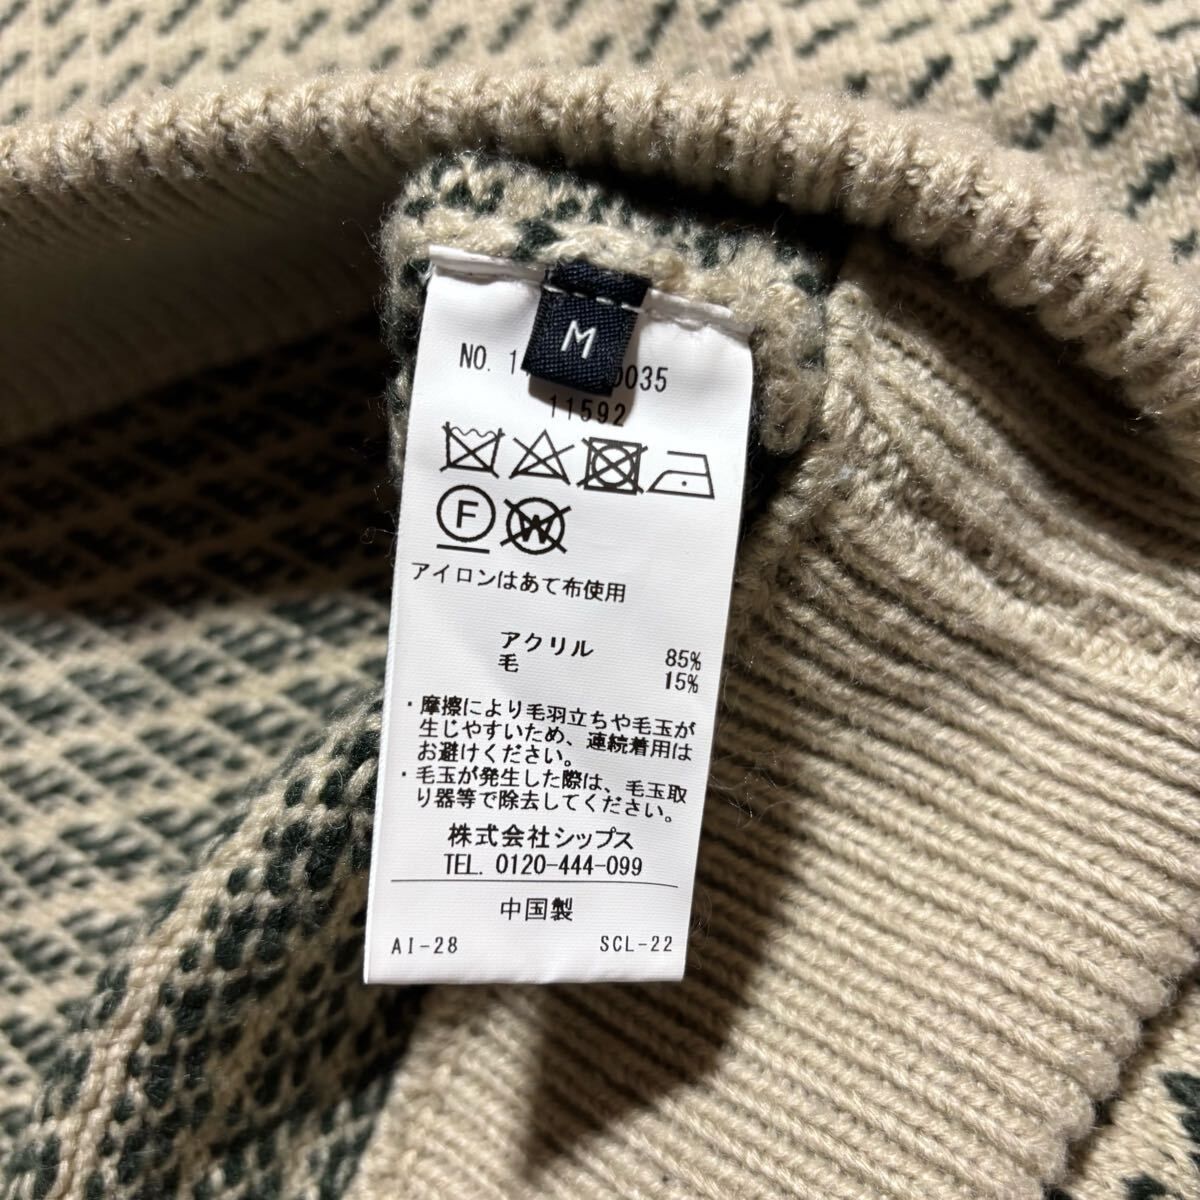 M
NO.
0035
11592
F
W
アイロンはあて布使用
アクリル 85%
毛 15%
・摩擦により毛羽立ちや毛玉が
生じやすいため、連続着用は
お避けください。
・毛玉が発生した際は、毛玉取
り器等で除去してください。
株式会社シップス
TEL. 0120-444-099
中国製
AI-28 SCL-22